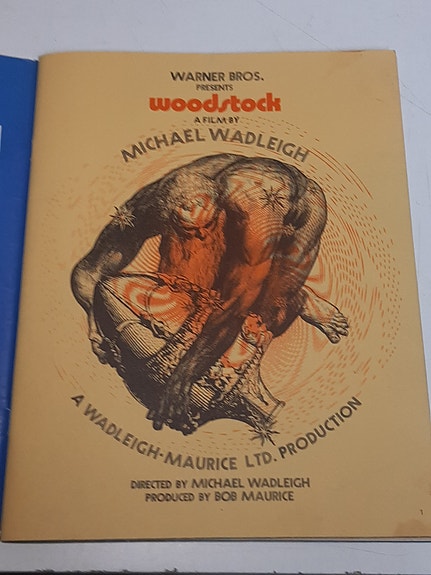 WARNER BROS.
PRESENTS
woodstock
A FILM BY
MICHAEL WADLEIGH
A WADLEIGH-MAURICE LTD. PRODUCTION
DIRECTED BY MICHAEL WADLEIGH
PRODUCED BY BOB MAURICE
1